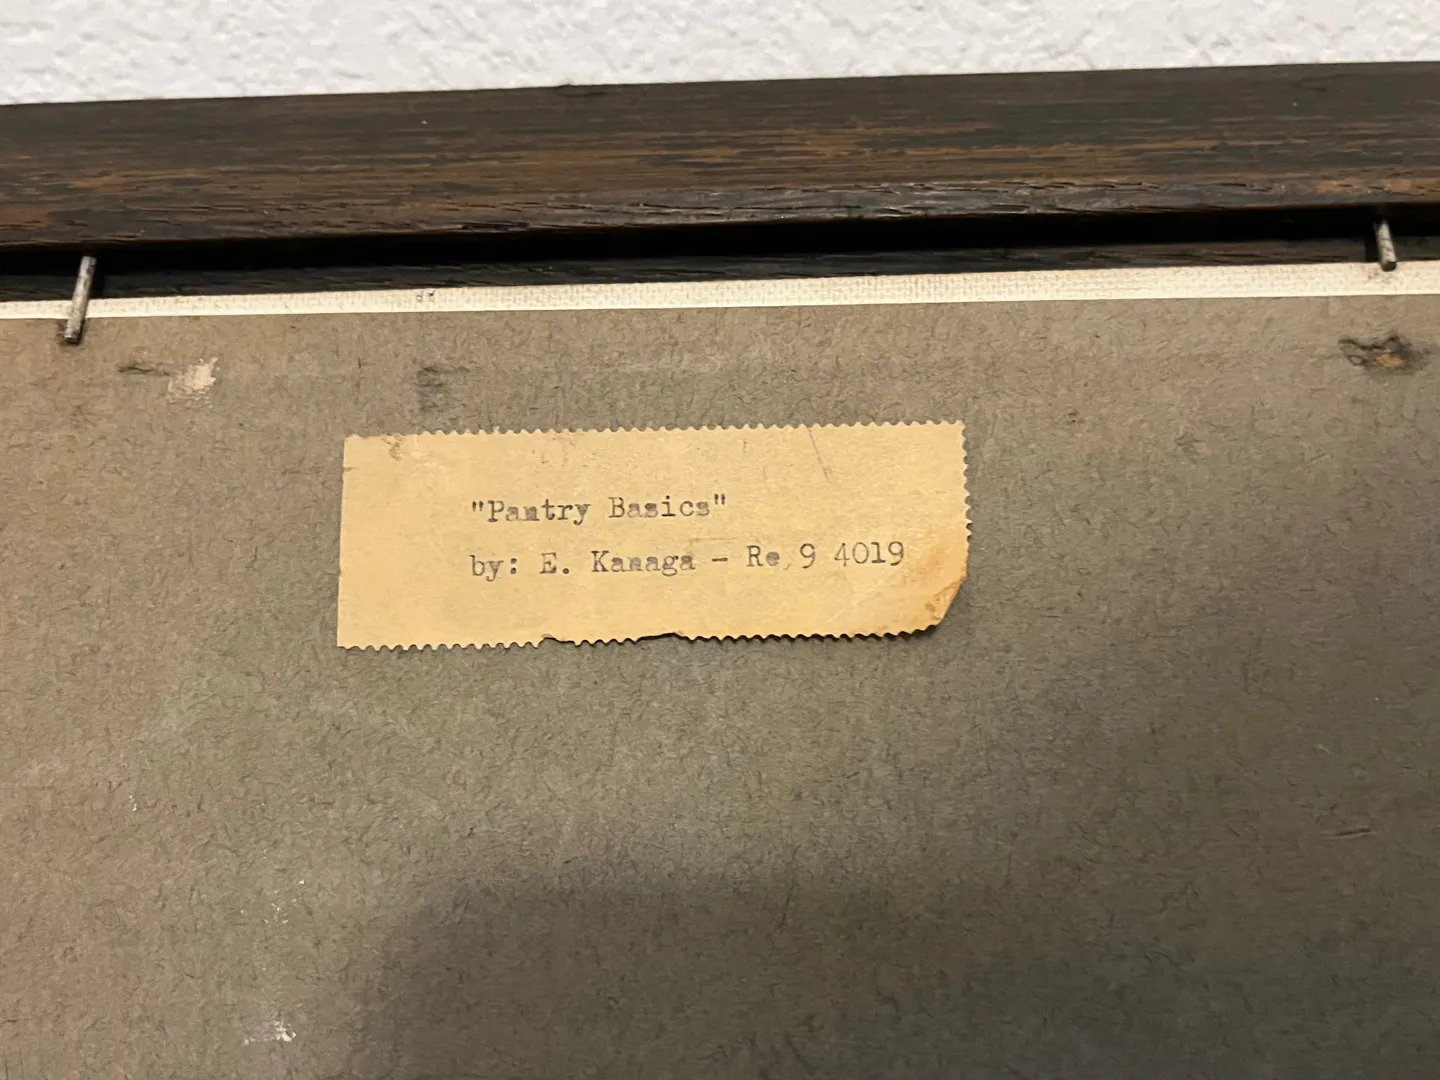 "Pantry Basics"
by: E. Kanaga - Re, 9 4019